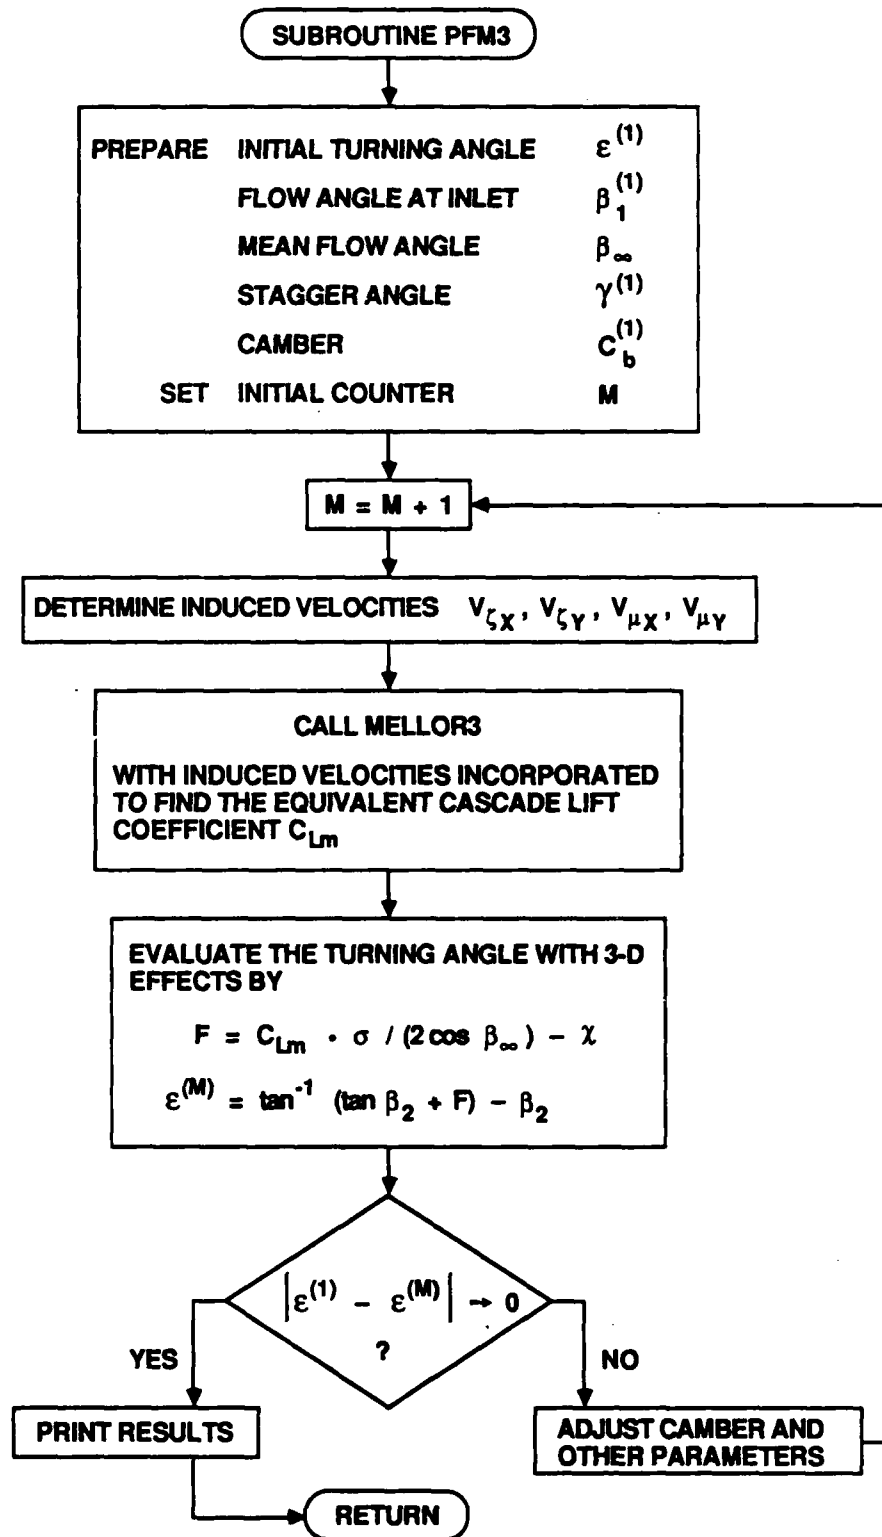 SUBROUTINE PFM3
PREPARE INITIAL TURNING ANGLE ε(1)
FLOW ANGLE AT INLET β1(1)
MEAN FLOW ANGLE β∞
STAGGER ANGLE γ(1)
CAMBER Cb(1)
SET INITIAL COUNTER M
M = M + 1
DETERMINE INDUCED VELOCITIES VζX, VζY, VμX, VμY
CALL MELLOR3
WITH INDUCED VELOCITIES INCORPORATED
TO FIND THE EQUIVALENT CASCADE LIFT
COEFFICIENT CLm
EVALUATE THE TURNING ANGLE WITH 3-D
EFFECTS BY
F = CLm • σ / (2 cos β∞) − χ
ε(M) = tan-1 (tan β2 + F) − β2
|ε(1) − ε(M)| → 0
?
YES
NO
PRINT RESULTS
ADJUST CAMBER AND
OTHER PARAMETERS
RETURN